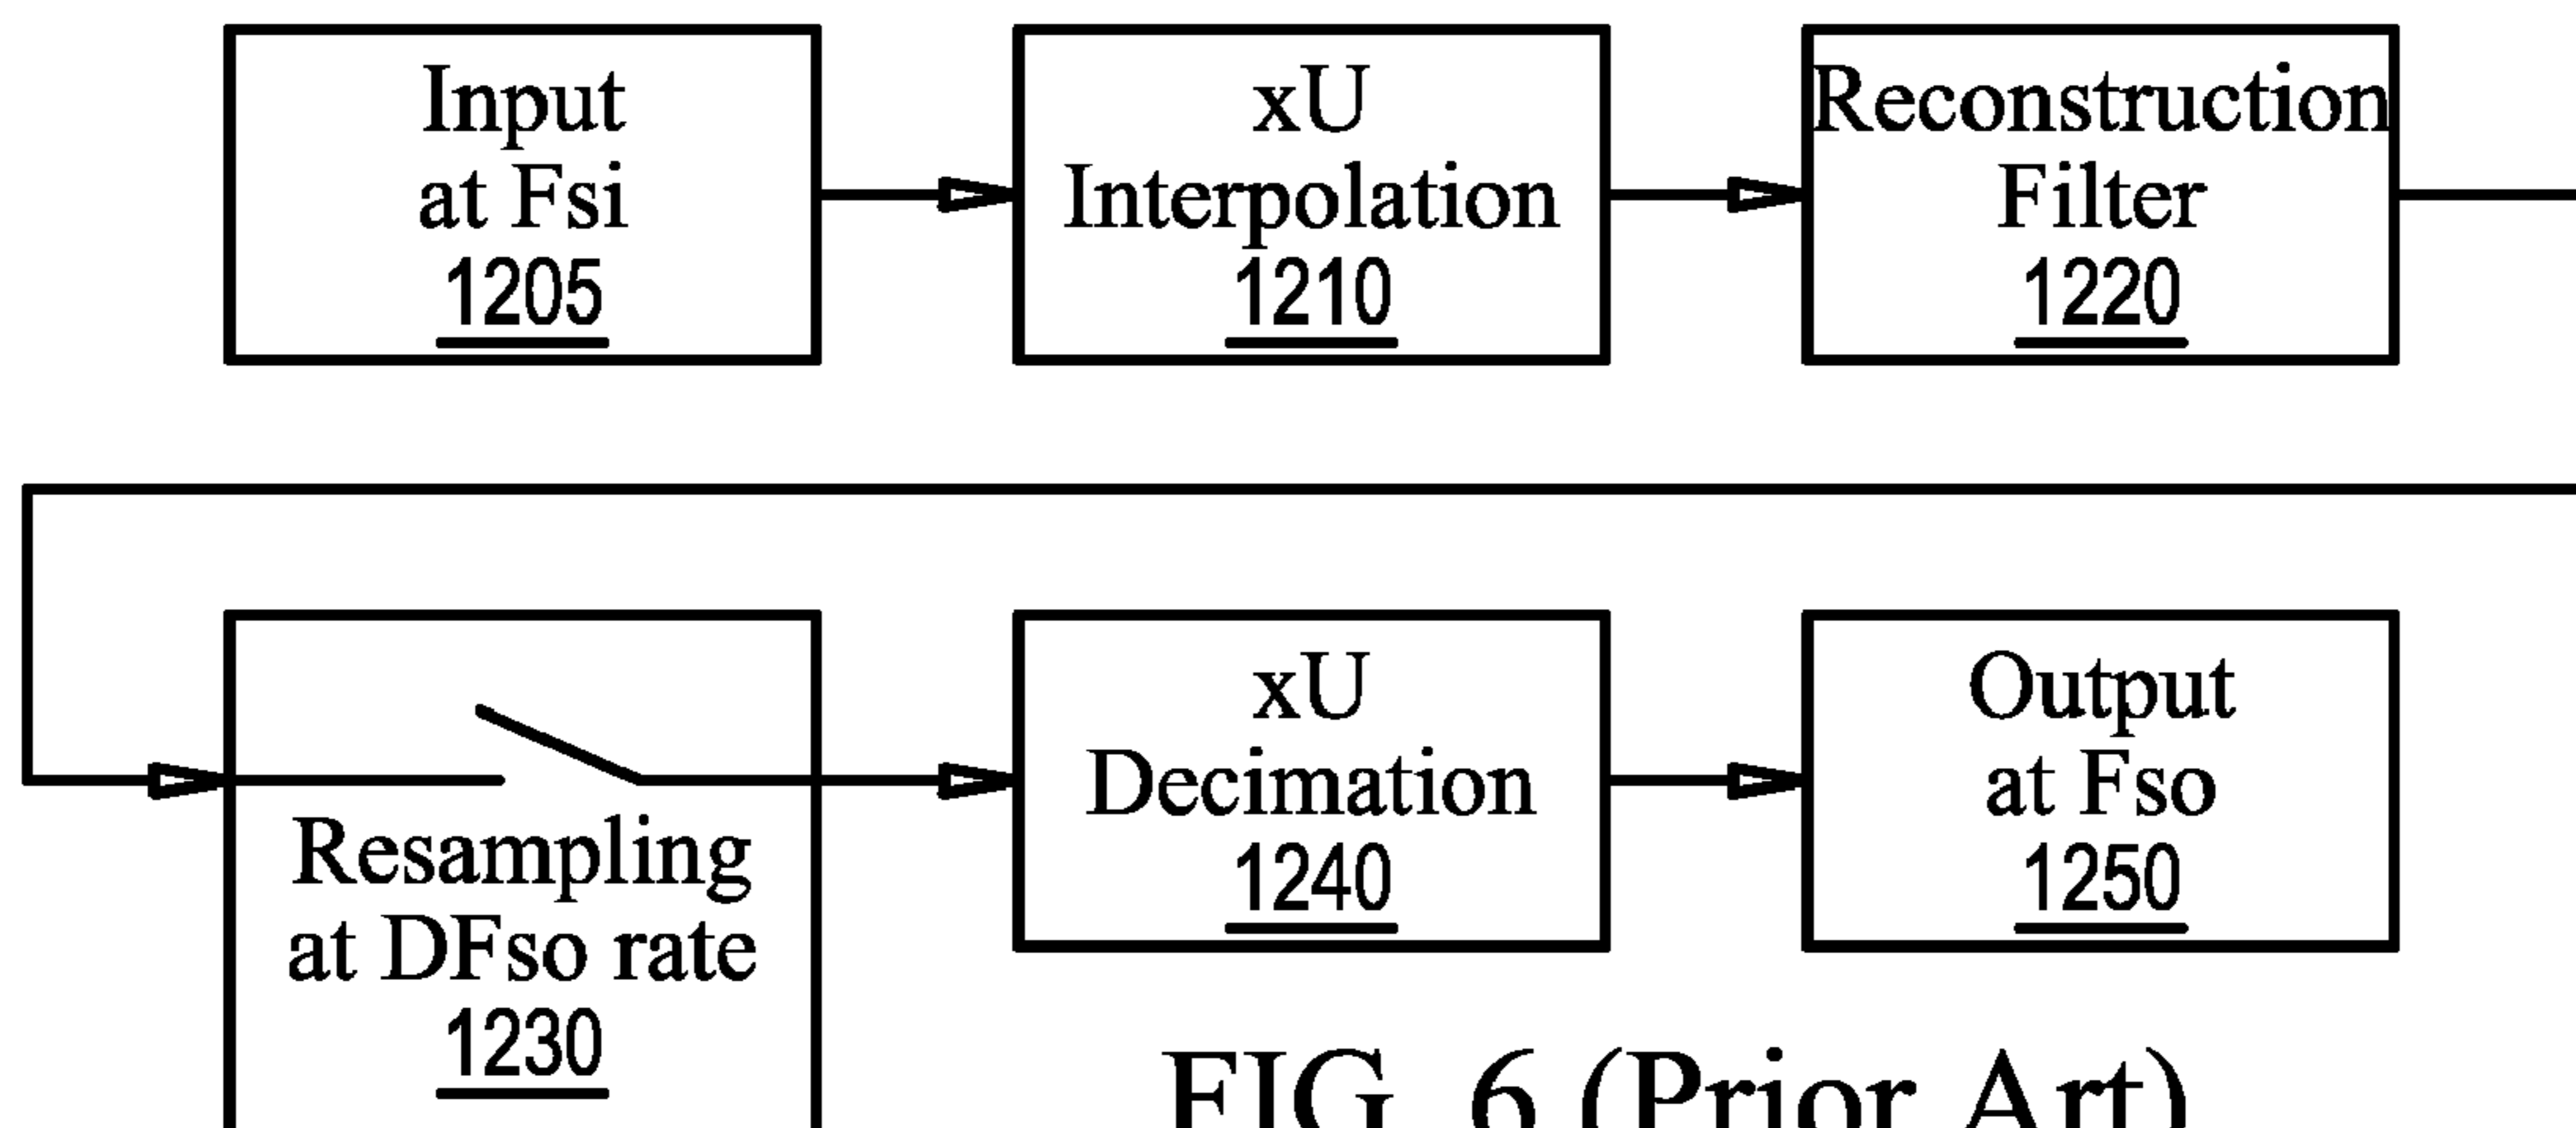 Input
at Fsi
1205
xU
Interpolation
1210
Reconstruction
Filter
1220
Resampling
at DFso rate
1230
xU
Decimation
1240
Output
at Fso
1250
FIG. 6 (Prior Art)